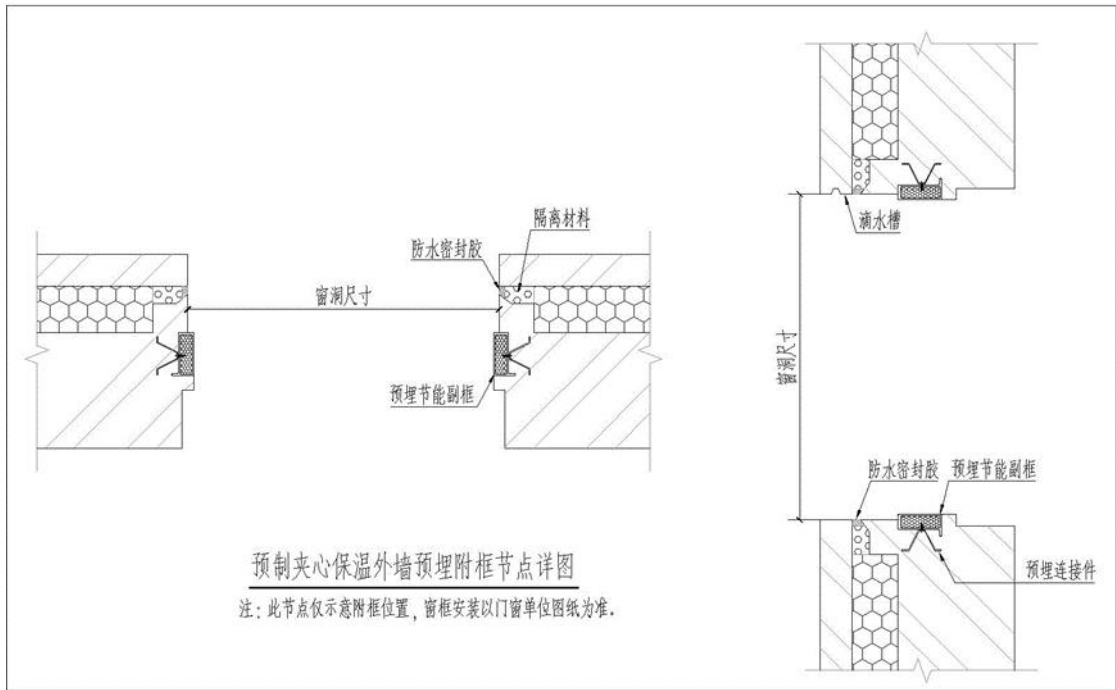 隔离材料
防水密封胶
窗洞尺寸
预埋节能副框
滴水槽
窗洞尺寸
防水密封胶
预埋节能副框
预埋连接件
预制夹心保温外墙预埋附框节点详图
注：此节点仅示意附框位置，窗框安装以门窗单位图纸为准.